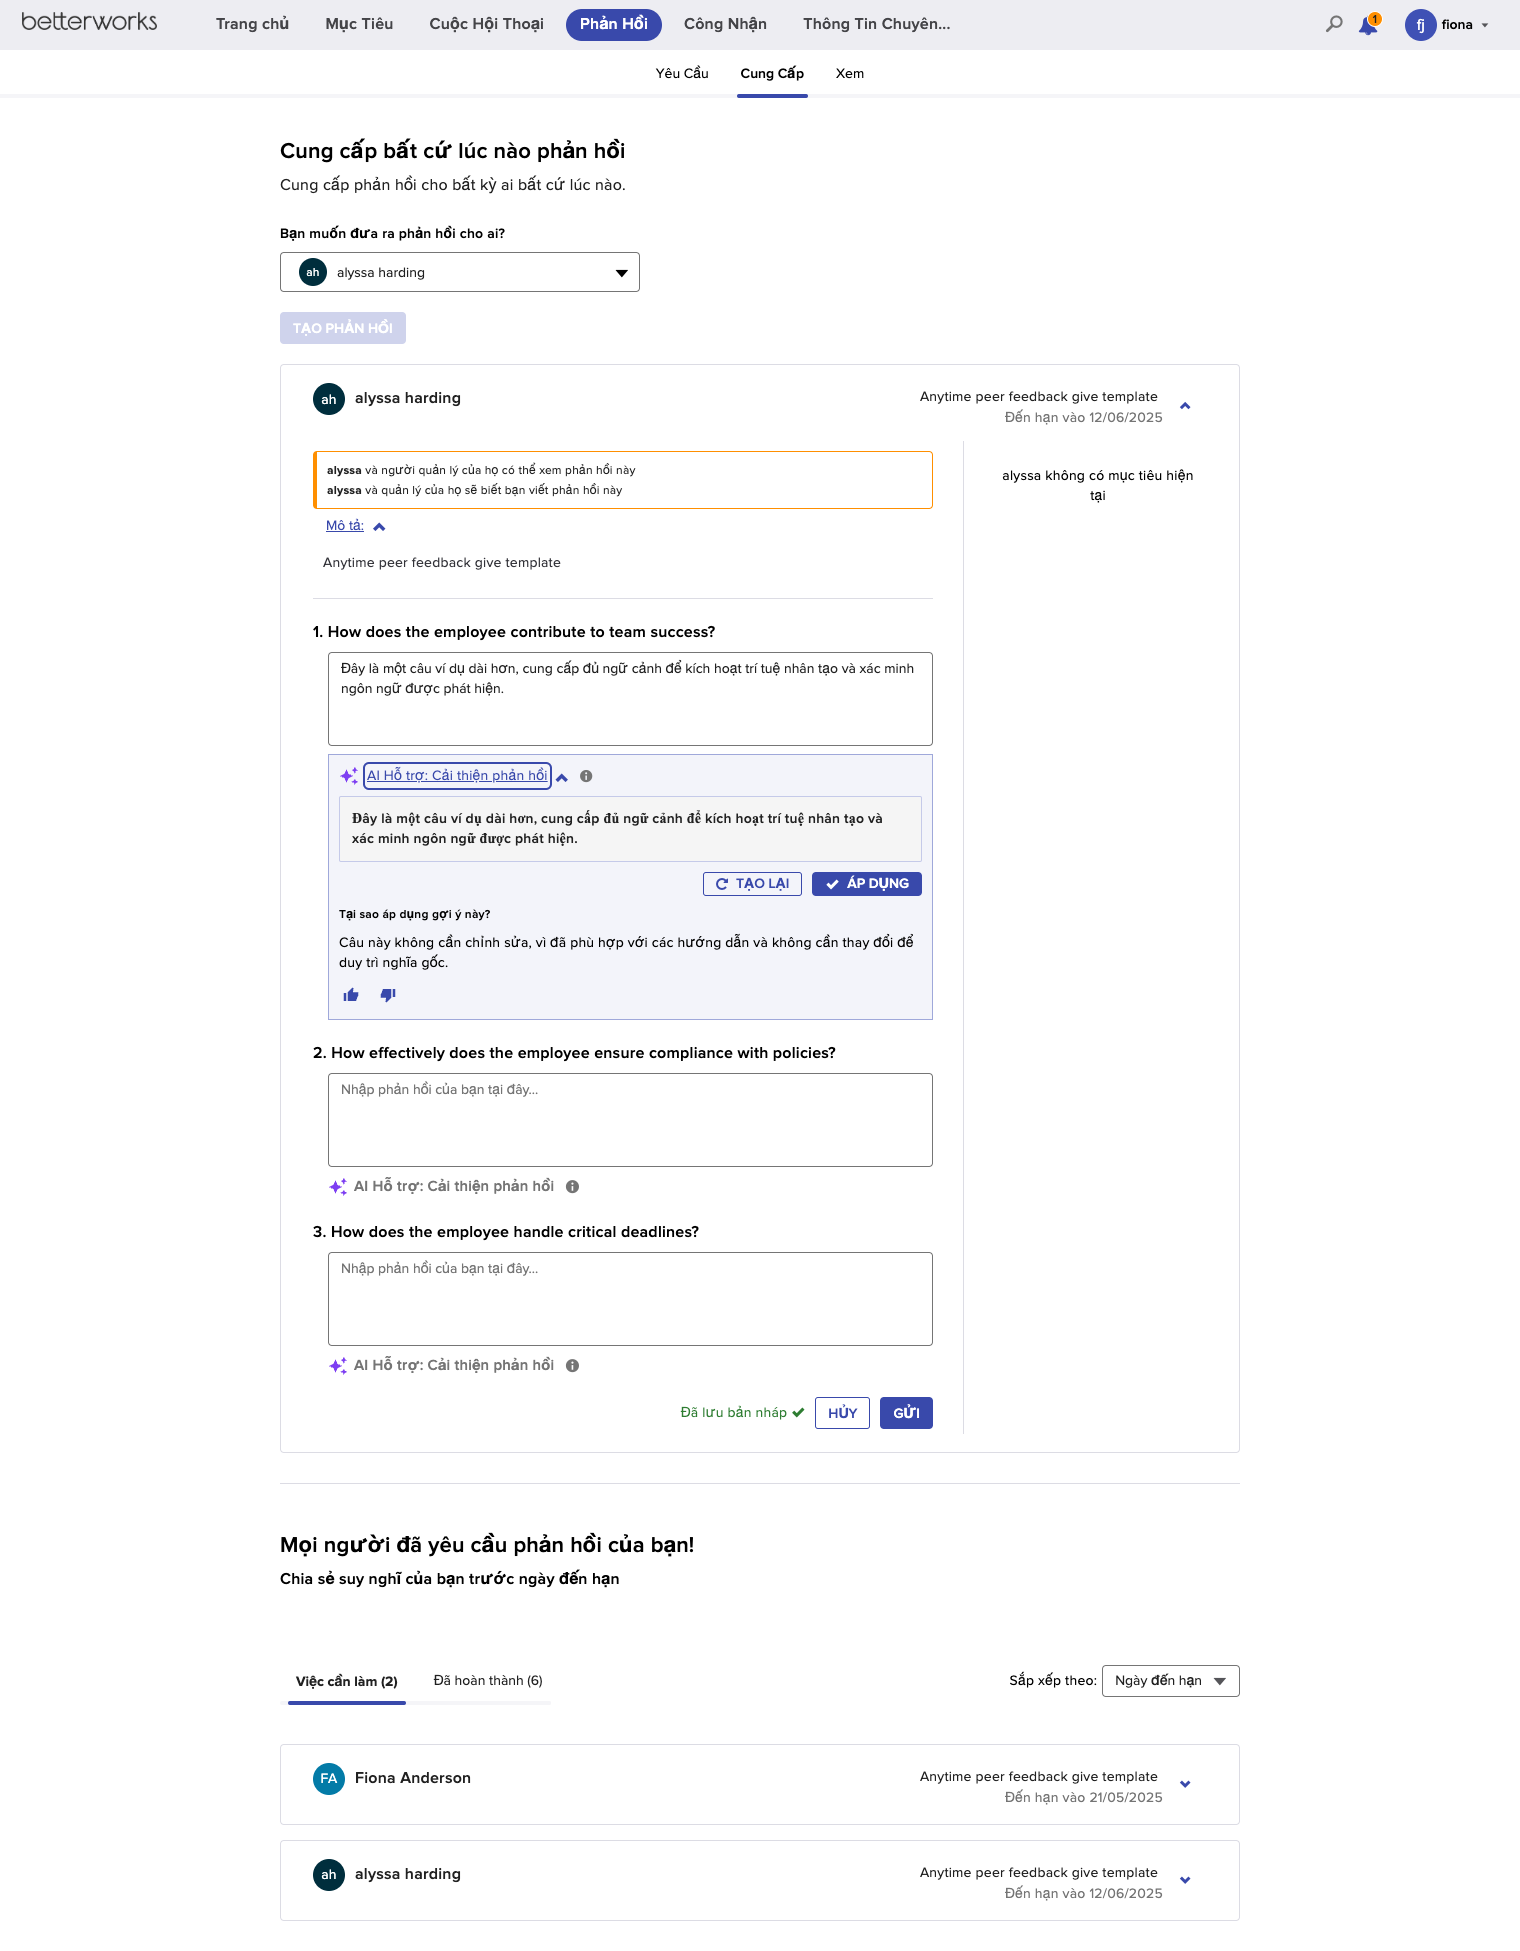 betterworks
Trang chủ
Mục Tiêu
Cuộc Hội Thoại
Phản Hồi
Công Nhận
Thông Tin Chuyên...
1
fj
fiona
Yêu Cầu
Cung Cấp
Xem
Cung cấp bất cứ lúc nào phản hồi
Cung cấp phản hồi cho bất kỳ ai bất cứ lúc nào.
Bạn muốn đưa ra phản hồi cho ai?
ah
alyssa harding
TẠO PHẢN HỒI
ah
alyssa harding
Anytime peer feedback give template
Đến hạn vào 12/06/2025
alyssa và người quản lý của họ có thể xem phản hồi này
alyssa và quản lý của họ sẽ biết bạn viết phản hồi này
alyssa không có mục tiêu hiện
tại
Mô tả:
Anytime peer feedback give template
1. How does the employee contribute to team success?
Đây là một câu ví dụ dài hơn, cung cấp đủ ngữ cảnh để kích hoạt trí tuệ nhân tạo và xác minh
ngôn ngữ được phát hiện.
AI Hỗ trợ: Cải thiện phản hồi
Đây là một câu ví dụ dài hơn, cung cấp đủ ngữ cảnh để kích hoạt trí tuệ nhân tạo và
xác minh ngôn ngữ được phát hiện.
TẠO LẠI
ÁP DỤNG
Tại sao áp dụng gợi ý này?
Câu này không cần chỉnh sửa, vì đã phù hợp với các hướng dẫn và không cần thay đổi để
duy trì nghĩa gốc.
2. How effectively does the employee ensure compliance with policies?
Nhập phản hồi của bạn tại đây...
AI Hỗ trợ: Cải thiện phản hồi
3. How does the employee handle critical deadlines?
Nhập phản hồi của bạn tại đây...
AI Hỗ trợ: Cải thiện phản hồi
Đã lưu bản nháp
HỦY
GỬI
Mọi người đã yêu cầu phản hồi của bạn!
Chia sẻ suy nghĩ của bạn trước ngày đến hạn
Việc cần làm (2)
Đã hoàn thành (6)
Sắp xếp theo:
Ngày đến hạn
FA
Fiona Anderson
Anytime peer feedback give template
Đến hạn vào 21/05/2025
ah
alyssa harding
Anytime peer feedback give template
Đến hạn vào 12/06/2025